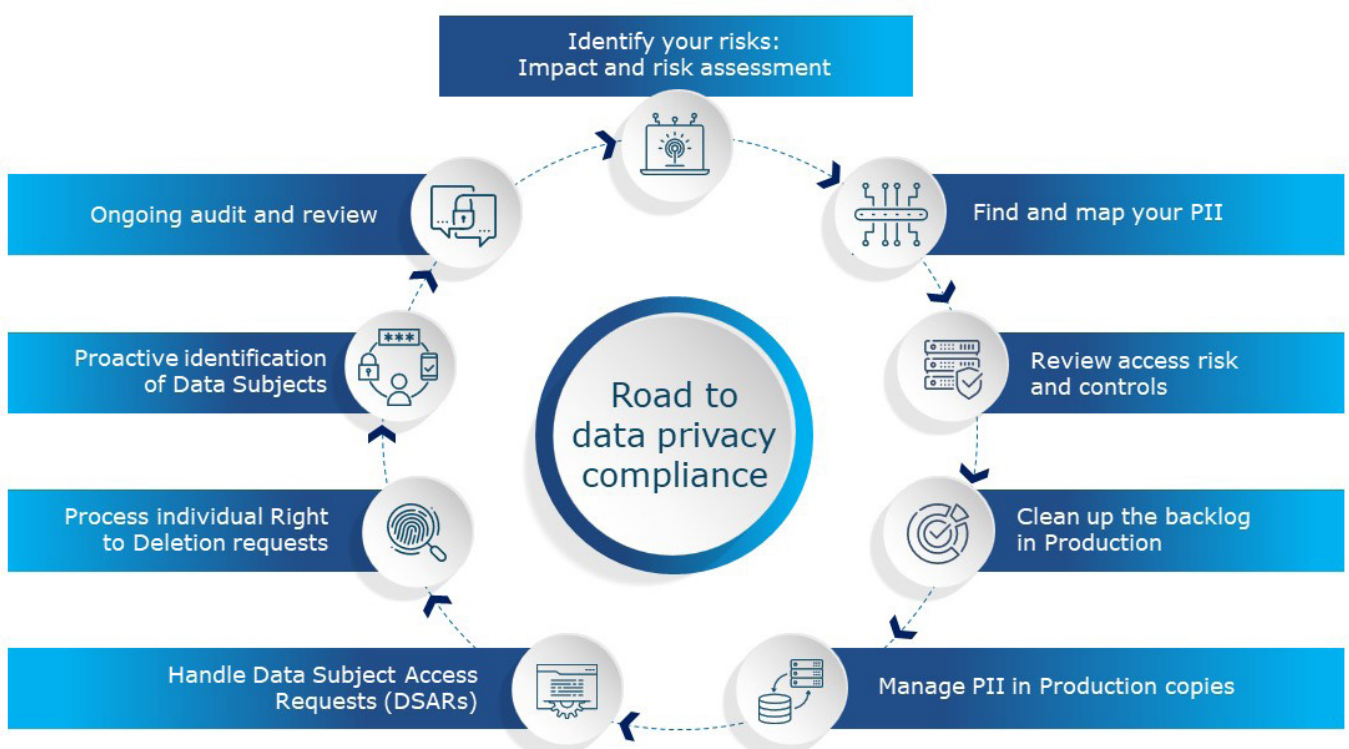 Identify your risks:
Impact and risk assessment
Find and map your PII
Review access risk
and controls
Clean up the backlog
in Production
Manage PII in Production copies
Handle Data Subject Access
Requests (DSARs)
Process individual Right
to Deletion requests
Proactive identification
of Data Subjects
***
Ongoing audit and review
Road to
data privacy
compliance